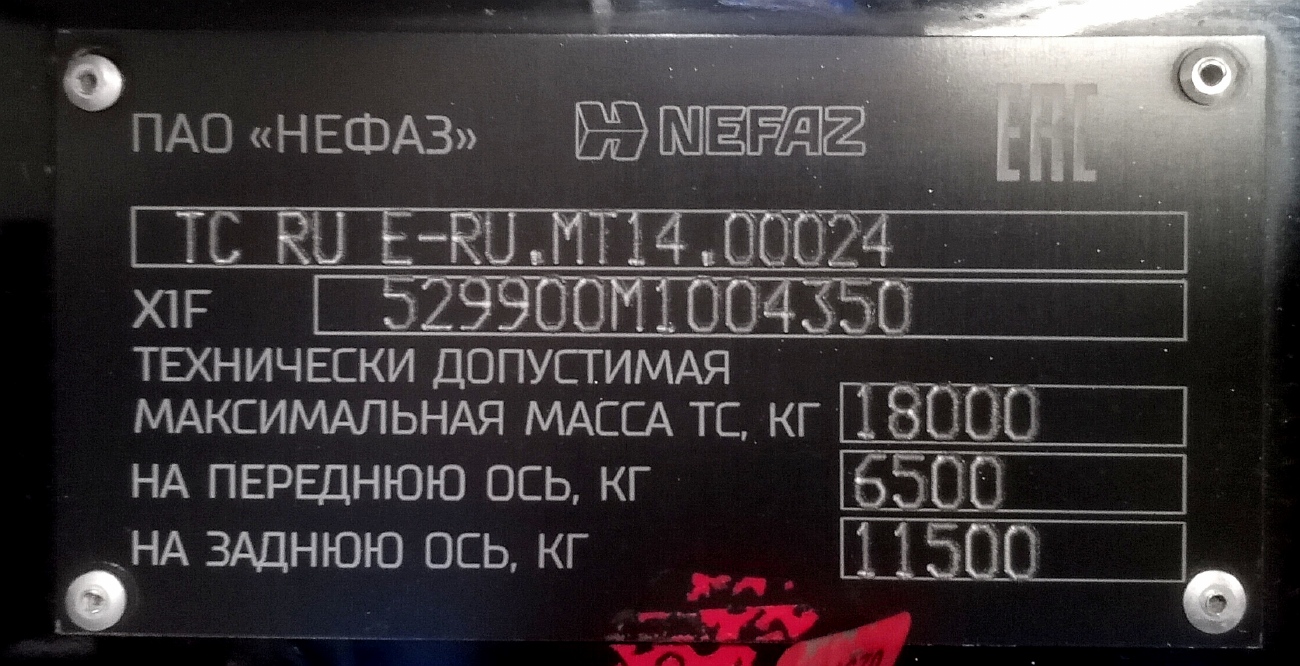 ПАО «НЕФАЗ» NEFAZ EAC
TC RU E-RU.MT14.00024
X1F 529900M1004350
ТЕХНИЧЕСКИ ДОПУСТИМАЯ
МАКСИМАЛЬНАЯ МАССА ТС, КГ 18000
НА ПЕРЕДНЮЮ ОСЬ, КГ 6500
НА ЗАДНЮЮ ОСЬ, КГ 11500